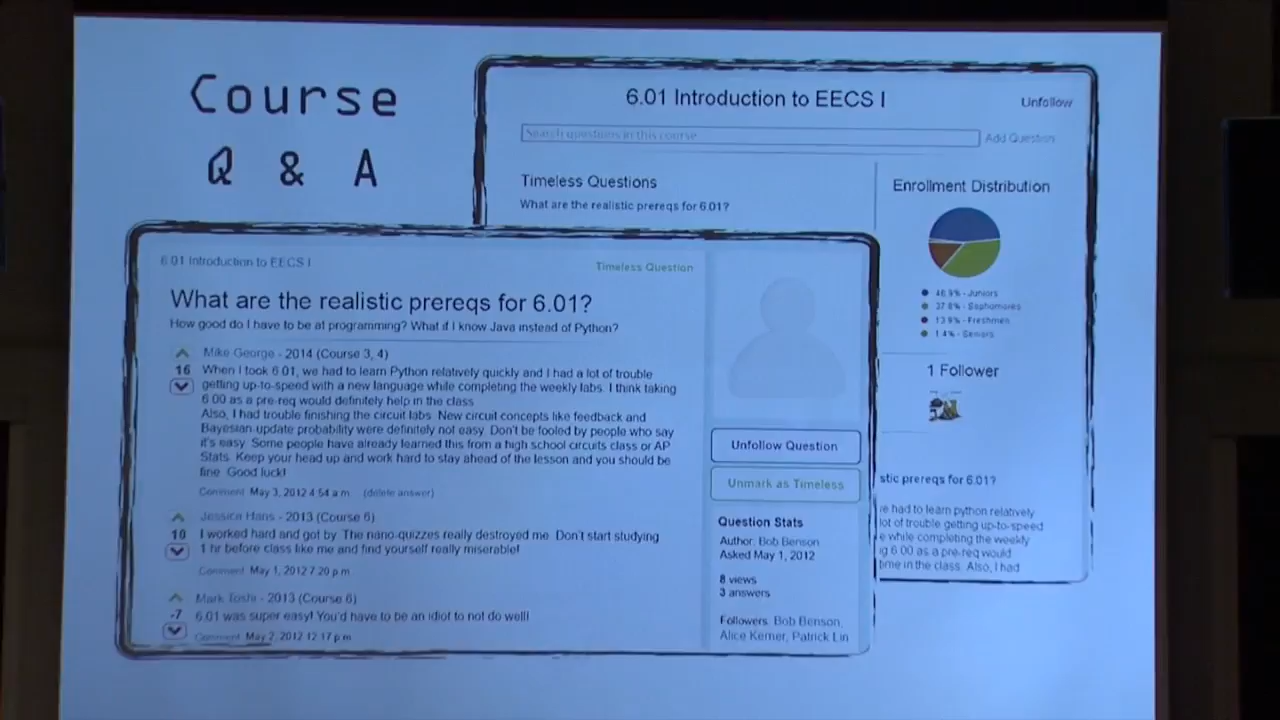 Course
Q & A
6.01 Introduction to EECS I
Unfollow
Search questions in this course
Add Question
Timeless Questions
What are the realistic prereqs for 6.01?
Enrollment Distribution
46.9% - Juniors
37.8% - Sophomores
13.9% - Freshmen
1.4% - Seniors
1 Follower
stic prereqs for 6.01?
re had to learn python relatively
lot of trouble getting up-to-speed
e while completing the weekly
ig 6.00 as a pre-req would
time in the class. Also, I had
6.01 Introduction to EECS I
Timeless Question
What are the realistic prereqs for 6.01?
How good do I have to be at programming? What if I know Java instead of Python?
Mike George - 2014 (Course 3, 4)
16
When I took 6.01, we had to learn Python relatively quickly and I had a lot of trouble
getting up-to-speed with a new language while completing the weekly labs. I think taking
6.00 as a pre-req would definitely help in the class.
Also, I had trouble finishing the circuit labs. New circuit concepts like feedback and
Bayesian update probability were definitely not easy. Don't be fooled by people who say
it's easy. Some people have already learned this from a high school circuits class or AP
Stats. Keep your head up and work hard to stay ahead of the lesson and you should be
fine. Good luck!
Comment May 3, 2012 4:54 a.m. (delete answer)
Jessica Hans - 2013 (Course 6)
10
I worked hard and got by. The nano-quizzes really destroyed me. Don't start studying
1 hr before class like me and find yourself really miserable!
Comment May 1, 2012 7:20 p.m.
Mark Toshi - 2013 (Course 6)
-7
6.01 was super easy! You'd have to be an idiot to not do well!
Comment May 2, 2012 12:17 p.m.
Unfollow Question
Unmark as Timeless
Question Stats
Author: Bob Benson
Asked May 1, 2012
8 views
3 answers
Followers: Bob Benson,
Alice Kerner, Patrick Lin